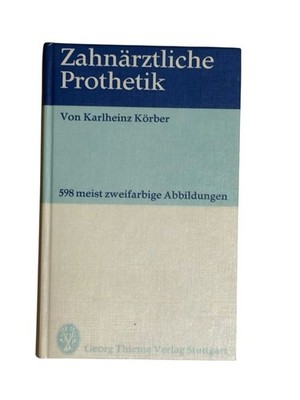 Zahnärztliche
Prothetik
Von Karlheinz Körber
598 meist zweifarbige Abbildungen
Georg Thieme Verlag Stuttgart